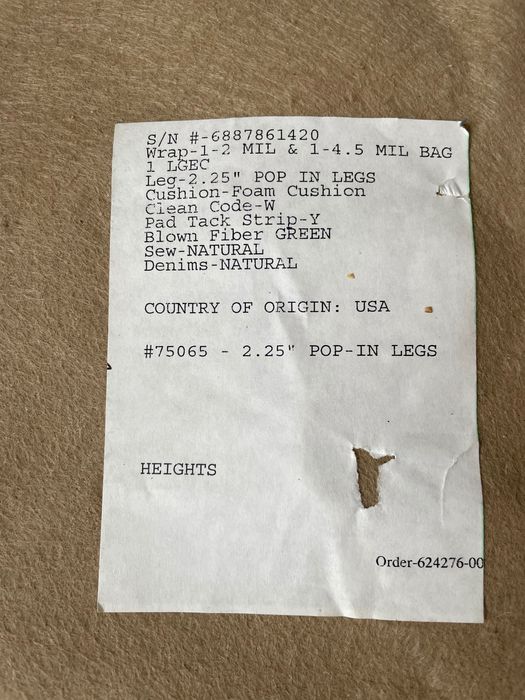 S/N #-6887861420
Wrap-1-2 MIL & 1-4.5 MIL BAG
1 LGEC
Leg-2.25" POP IN LEGS
Cushion-Foam Cushion
Clean Code-W
Pad Tack Strip-Y
Blown Fiber GREEN
Sew-NATURAL
Denims-NATURAL
COUNTRY OF ORIGIN: USA
#75065 - 2.25" POP-IN LEGS
HEIGHTS
Order-624276-00